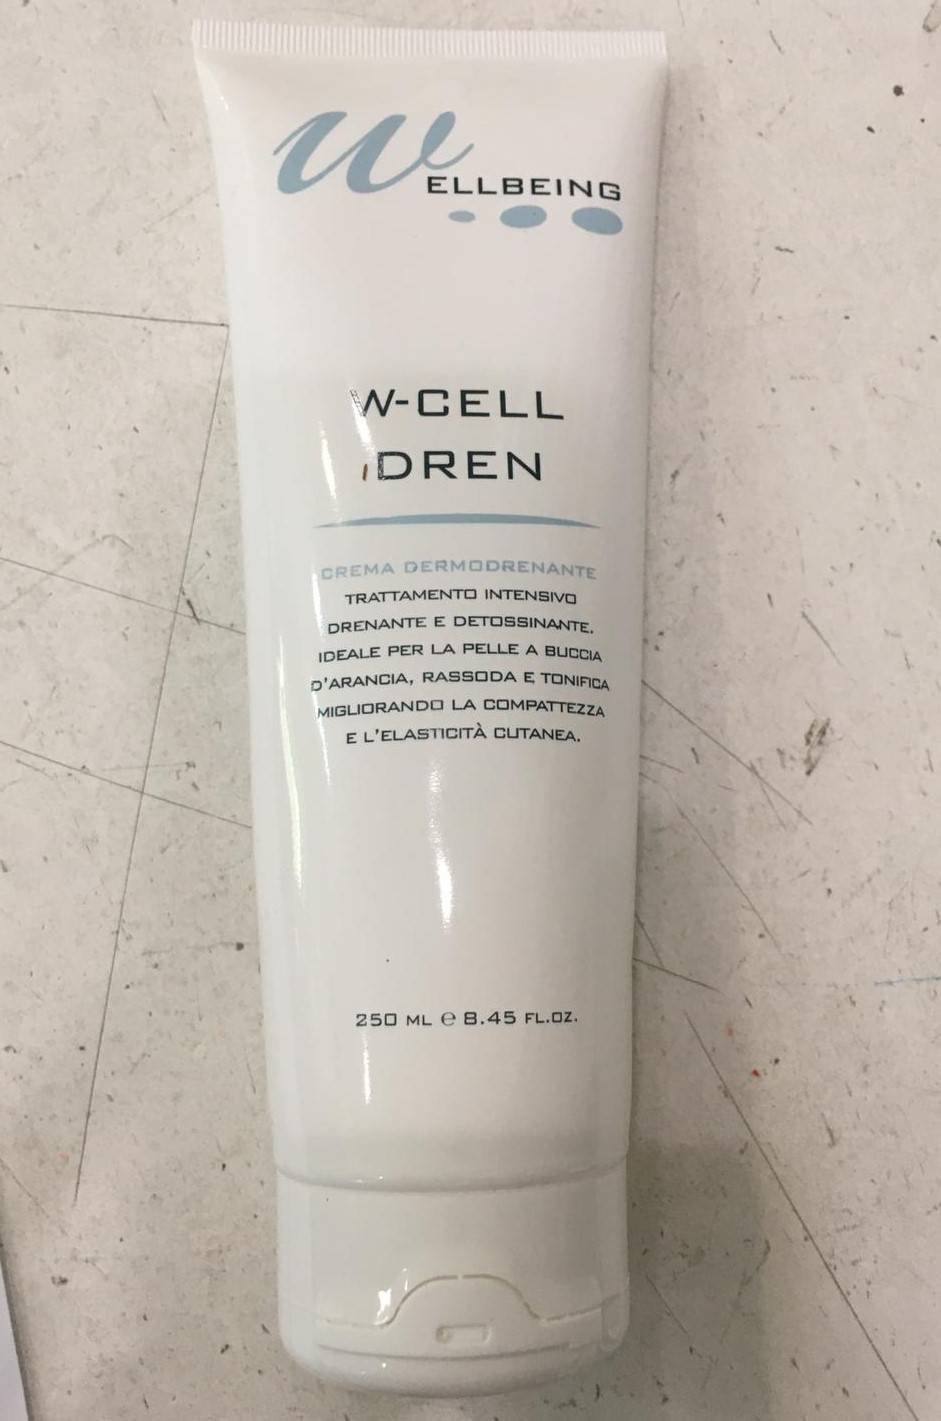 WELLBEING
W-CELL
DREN
CREMA DERMODRENANTE
TRATTAMENTO INTENSIVO
DRENANTE E DETOSSINANTE.
IDEALE PER LA PELLE A BUCCIA
D'ARANCIA, RASSODA E TONIFICA
MIGLIORANDO LA COMPATTEZZA
E L'ELASTICITÀ CUTANEA.
250 ML e 8.45 FL.OZ.